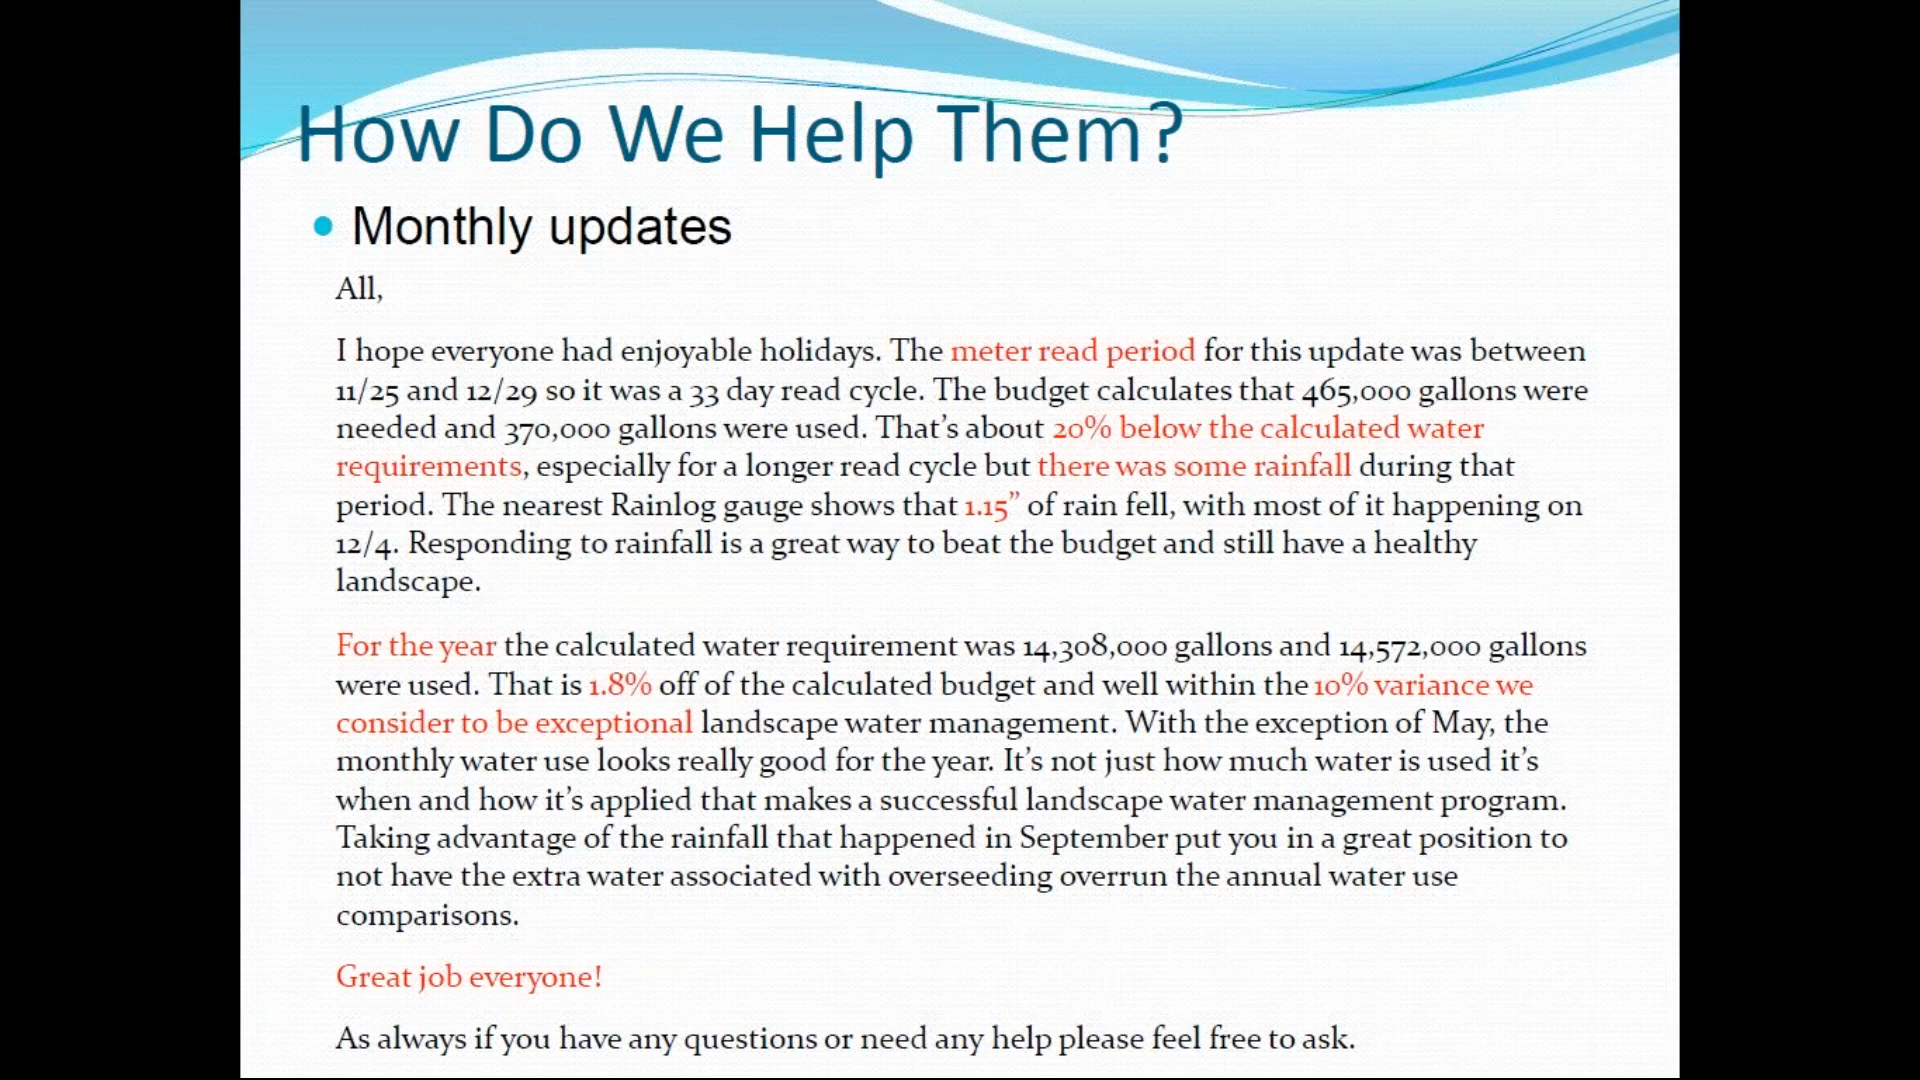 How Do We Help Them?
• Monthly updates
All,
I hope everyone had enjoyable holidays. The meter read period for this update was between
11/25 and 12/29 so it was a 33 day read cycle. The budget calculates that 465,000 gallons were
needed and 370,000 gallons were used. That’s about 20% below the calculated water
requirements, especially for a longer read cycle but there was some rainfall during that
period. The nearest Rainlog gauge shows that 1.15” of rain fell, with most of it happening on
12/4. Responding to rainfall is a great way to beat the budget and still have a healthy
landscape.
For the year the calculated water requirement was 14,308,000 gallons and 14,572,000 gallons
were used. That is 1.8% off of the calculated budget and well within the 10% variance we
consider to be exceptional landscape water management. With the exception of May, the
monthly water use looks really good for the year. It’s not just how much water is used it’s
when and how it’s applied that makes a successful landscape water management program.
Taking advantage of the rainfall that happened in September put you in a great position to
not have the extra water associated with overseeding overrun the annual water use
comparisons.
Great job everyone!
As always if you have any questions or need any help please feel free to ask.